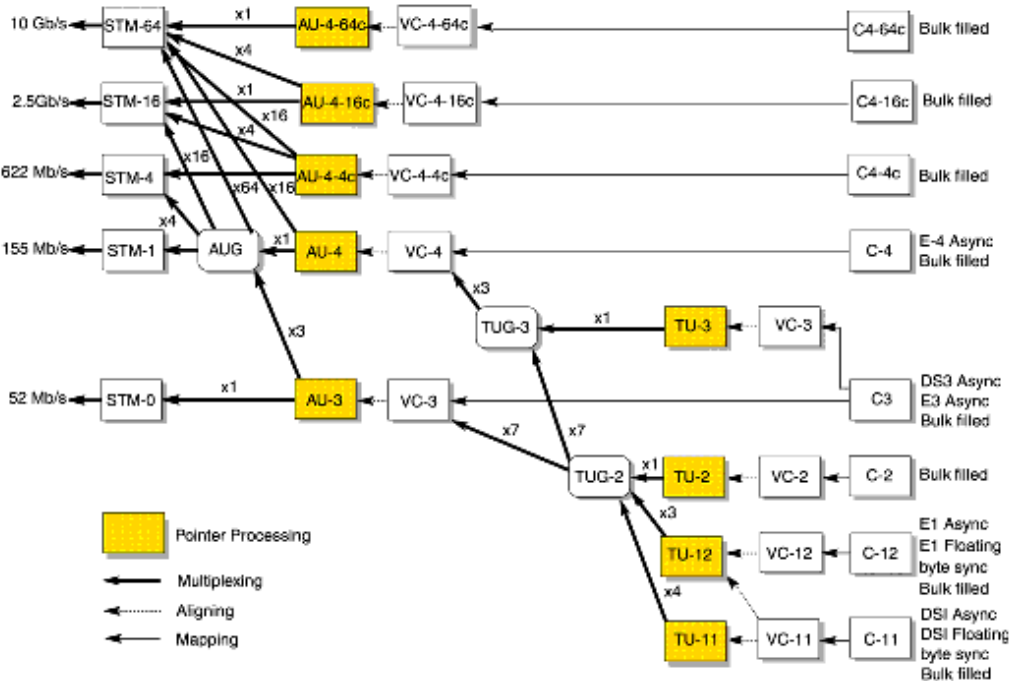 10 Gb/s STM-64 x1 AU-4-64c VC-4-64c C4-64c Bulk filled
x4
2.5Gb/s STM-16 x1 AU-4-16c VC-4-16c C4-16c Bulk filled
x16
x4
x16
622 Mb/s STM-4 AU-4-4c VC-4-4c C4-4c Bulk filled
x64 x16
x4
155 Mb/s STM-1 AUG x1 AU-4 VC-4 C-4 E-4 Async
Bulk filled
x3
TUG-3 x1 TU-3 VC-3
x3
52 Mb/s STM-0 x1 AU-3 VC-3 C3 DS3 Async
E3 Async
Bulk filled
x7 x7
TUG-2 x1 TU-2 VC-2 C-2 Bulk filled
x3
TU-12 VC-12 C-12 E1 Async
E1 Floating
byte sync
Bulk filled
x4
TU-11 VC-11 C-11 DSI Async
DSI Floating
byte sync
Bulk filled
Pointer Processing
Multiplexing
Aligning
Mapping